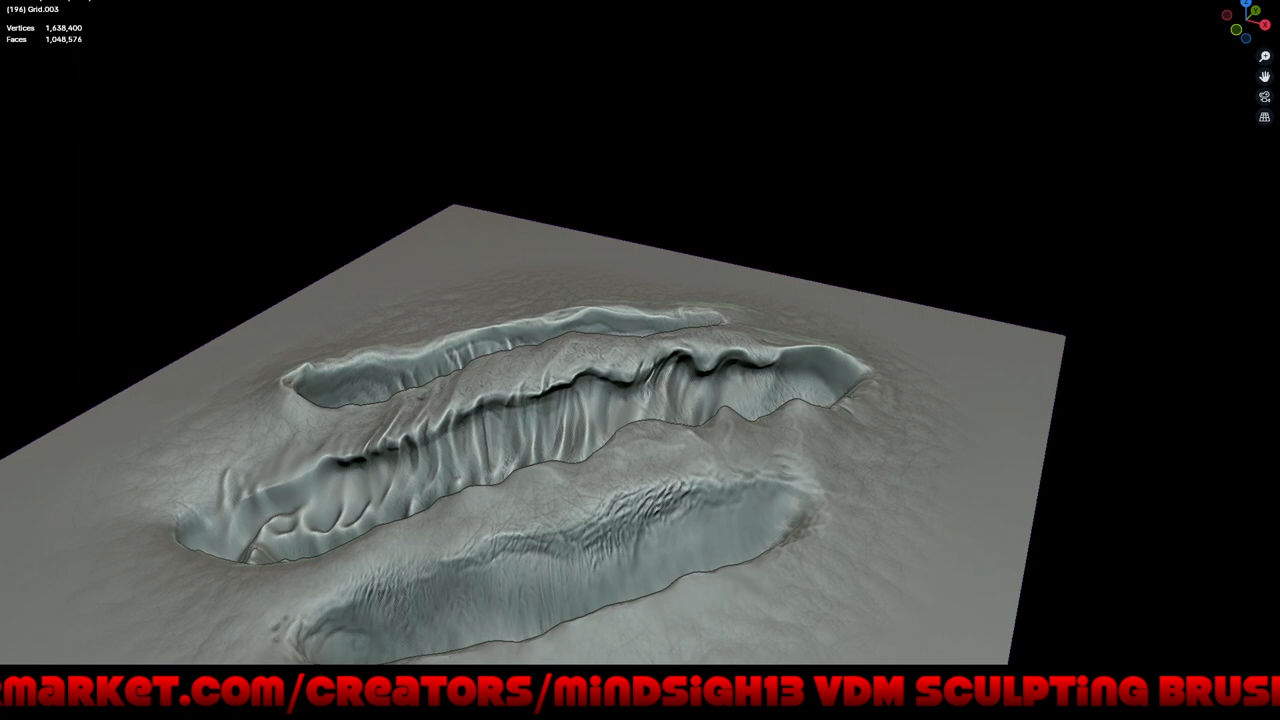 (196) Grid.003
Vertices 1,638,400
Faces 1,048,576
Z
Y
X
market.com/creators/mindsigh13 VDM Sculpting Brus